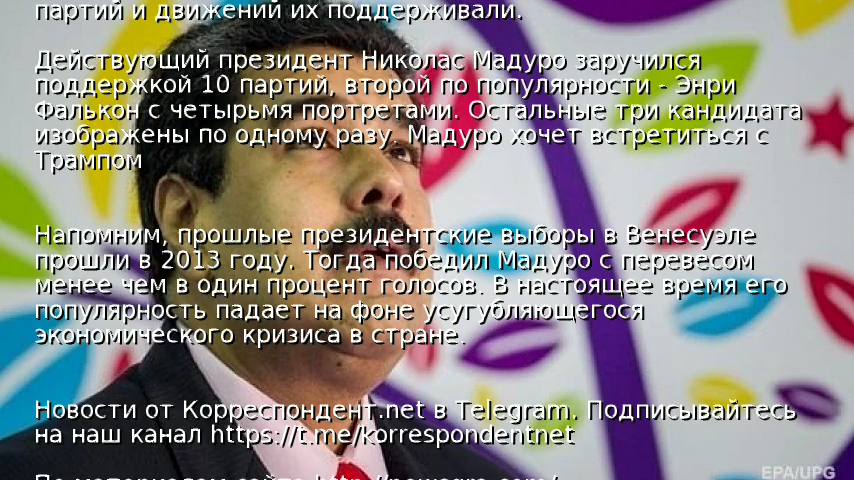 партий и движений их поддерживали.
Действующий президент Николас Мадуро заручился
поддержкой 10 партий, второй по популярности - Энри
Фалькон с четырьмя портретами. Остальные три кандидата
изображены по одному разу. Мадуро хочет встретиться с
Трампом
Напомним, прошлые президентские выборы в Венесуэле
прошли в 2013 году. Тогда победил Мадуро с перевесом
менее чем в один процент голосов. В настоящее время его
популярность падает на фоне усугубляющегося
экономического кризиса в стране.
Новости от Корреспондент.net в Telegram. Подписывайтесь
на наш канал https://t.me/korrespondentnet
По материалам сайта
EPA/UPG